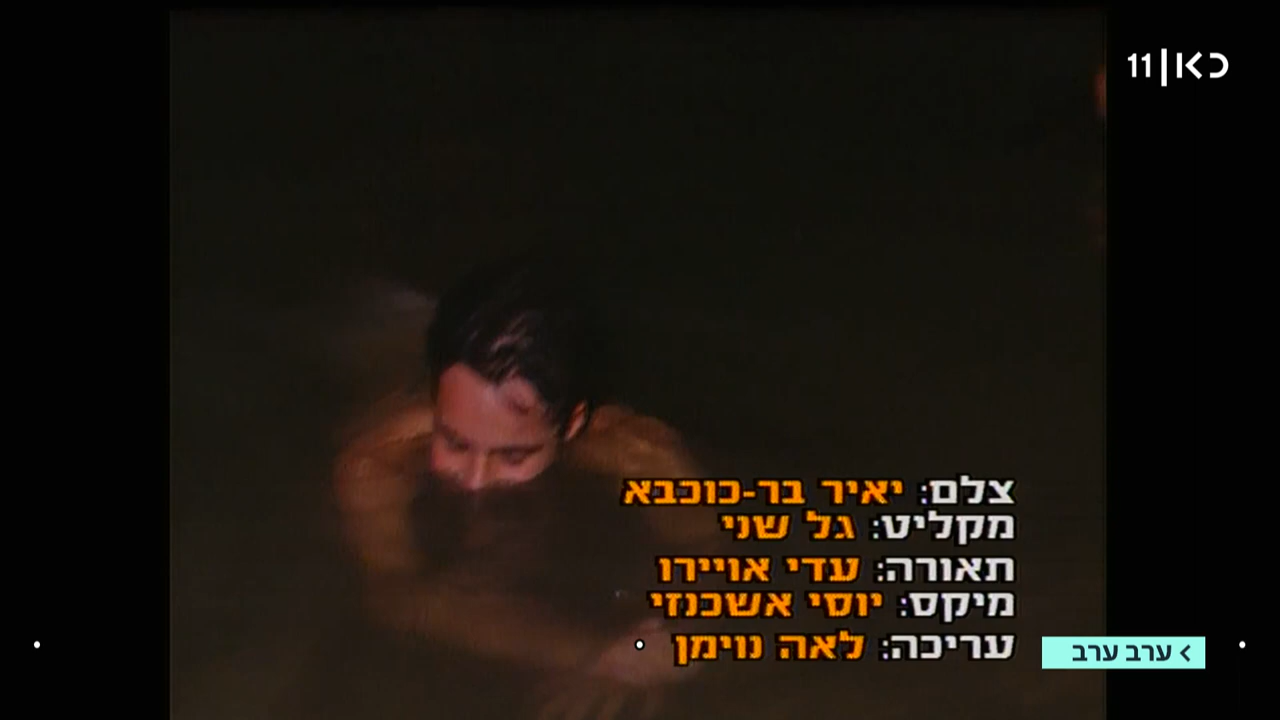 כאן 11
צלם: יאיר בר-כוכבא
מקליט: גל שני
תאורה: עדי אויירו
מיקס: יוסי אשכנזי
עריכה: לאה נוימן
> ערב ערב